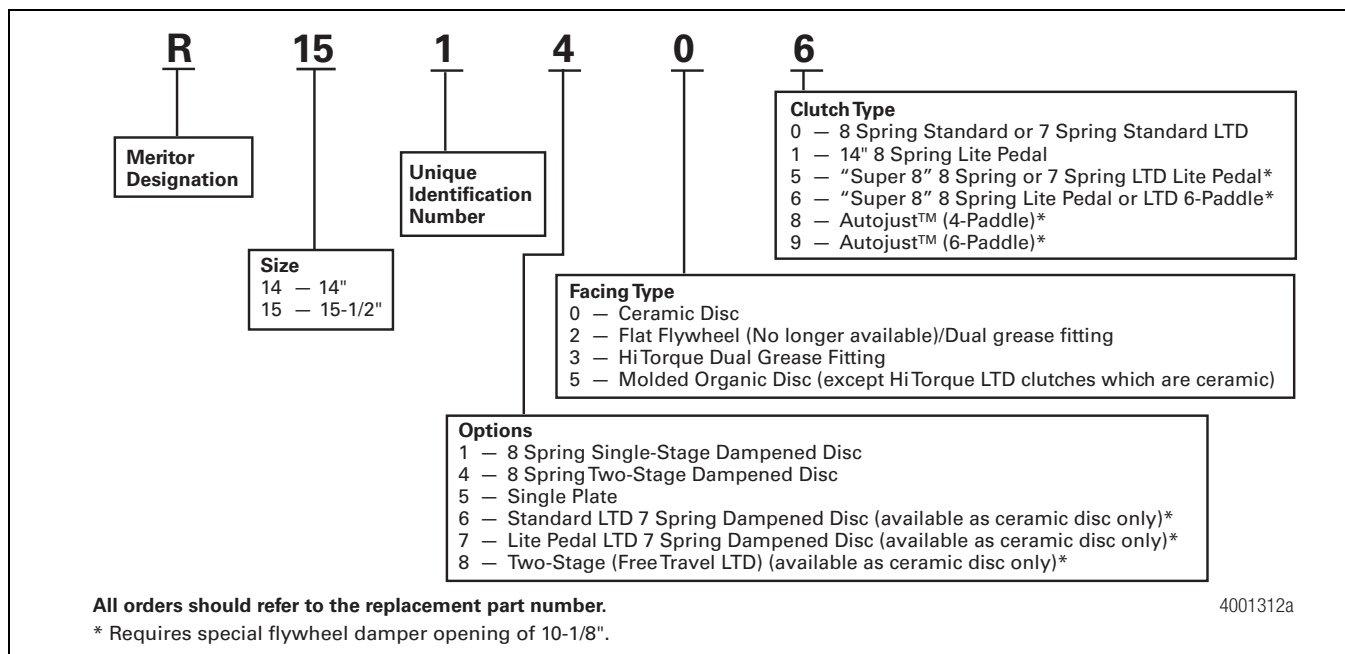 R 15 1 4 0 6
Meritor
Designation
Size
14 — 14"
15 — 15-1/2"
Unique
Identification
Number
Clutch Type
0 — 8 Spring Standard or 7 Spring Standard LTD
1 — 14" 8 Spring Lite Pedal
5 — “Super 8” 8 Spring or 7 Spring LTD Lite Pedal*
6 — “Super 8” 8 Spring Lite Pedal or LTD 6-Paddle*
8 — Autojust™ (4-Paddle)*
9 — Autojust™ (6-Paddle)*
Facing Type
0 — Ceramic Disc
2 — Flat Flywheel (No longer available)/Dual grease fitting
3 — HiTorque Dual Grease Fitting
5 — Molded Organic Disc (except HiTorque LTD clutches which are ceramic)
Options
1 — 8 Spring Single-Stage Dampened Disc
4 — 8 Spring Two-Stage Dampened Disc
5 — Single Plate
6 — Standard LTD 7 Spring Dampened Disc (available as ceramic disc only)*
7 — Lite Pedal LTD 7 Spring Dampened Disc (available as ceramic disc only)*
8 — Two-Stage (Free Travel LTD) (available as ceramic disc only)*
All orders should refer to the replacement part number.
4001312a
* Requires special flywheel damper opening of 10-1/8".